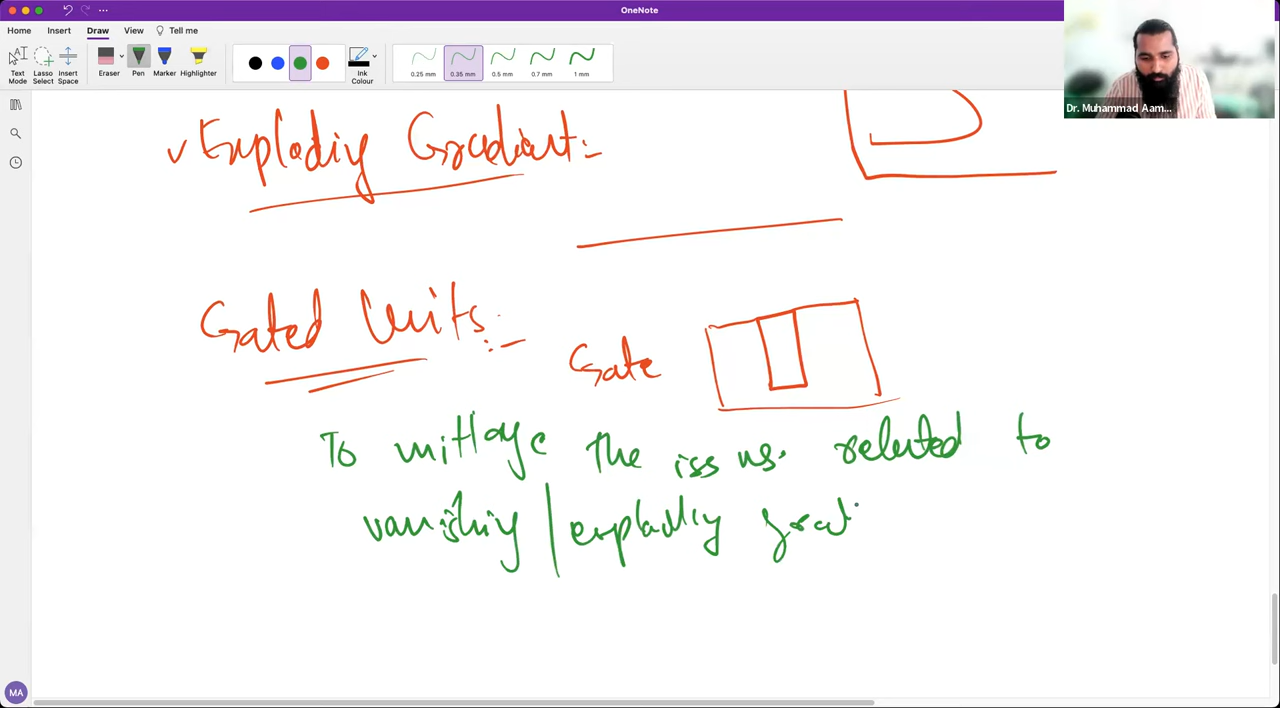 OneNote
Home Insert Draw View Tell me
Text Mode Lasso Select Insert Space Eraser Pen Marker Highlighter Ink Colour 0.25 mm 0.35 mm 0.5 mm 0.7 mm 1 mm
Dr. Muhammad Aam...
Exploding Gradient:-
Gated Units:-
Gate
To mittage the issus. related to
vanishing | exploding grad
MA